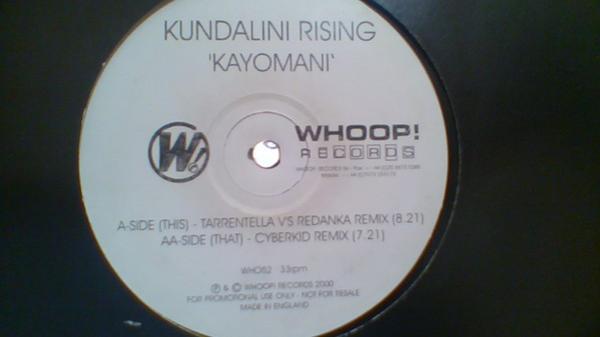 KUNDALINI RISING
'KAYOMANI'
W!
WHOOP!
RECORDS
A-SIDE (THIS) - TARRENTELLA V'S REDANKA REMIX (8.21)
AA-SIDE (THAT) - CYBERKID REMIX (7.21)
WHO52 33rpm
℗ & © WHOOP! RECORDS 2000
FOR PROMOTIONAL USE ONLY - NOT FOR RESALE
MADE IN ENGLAND